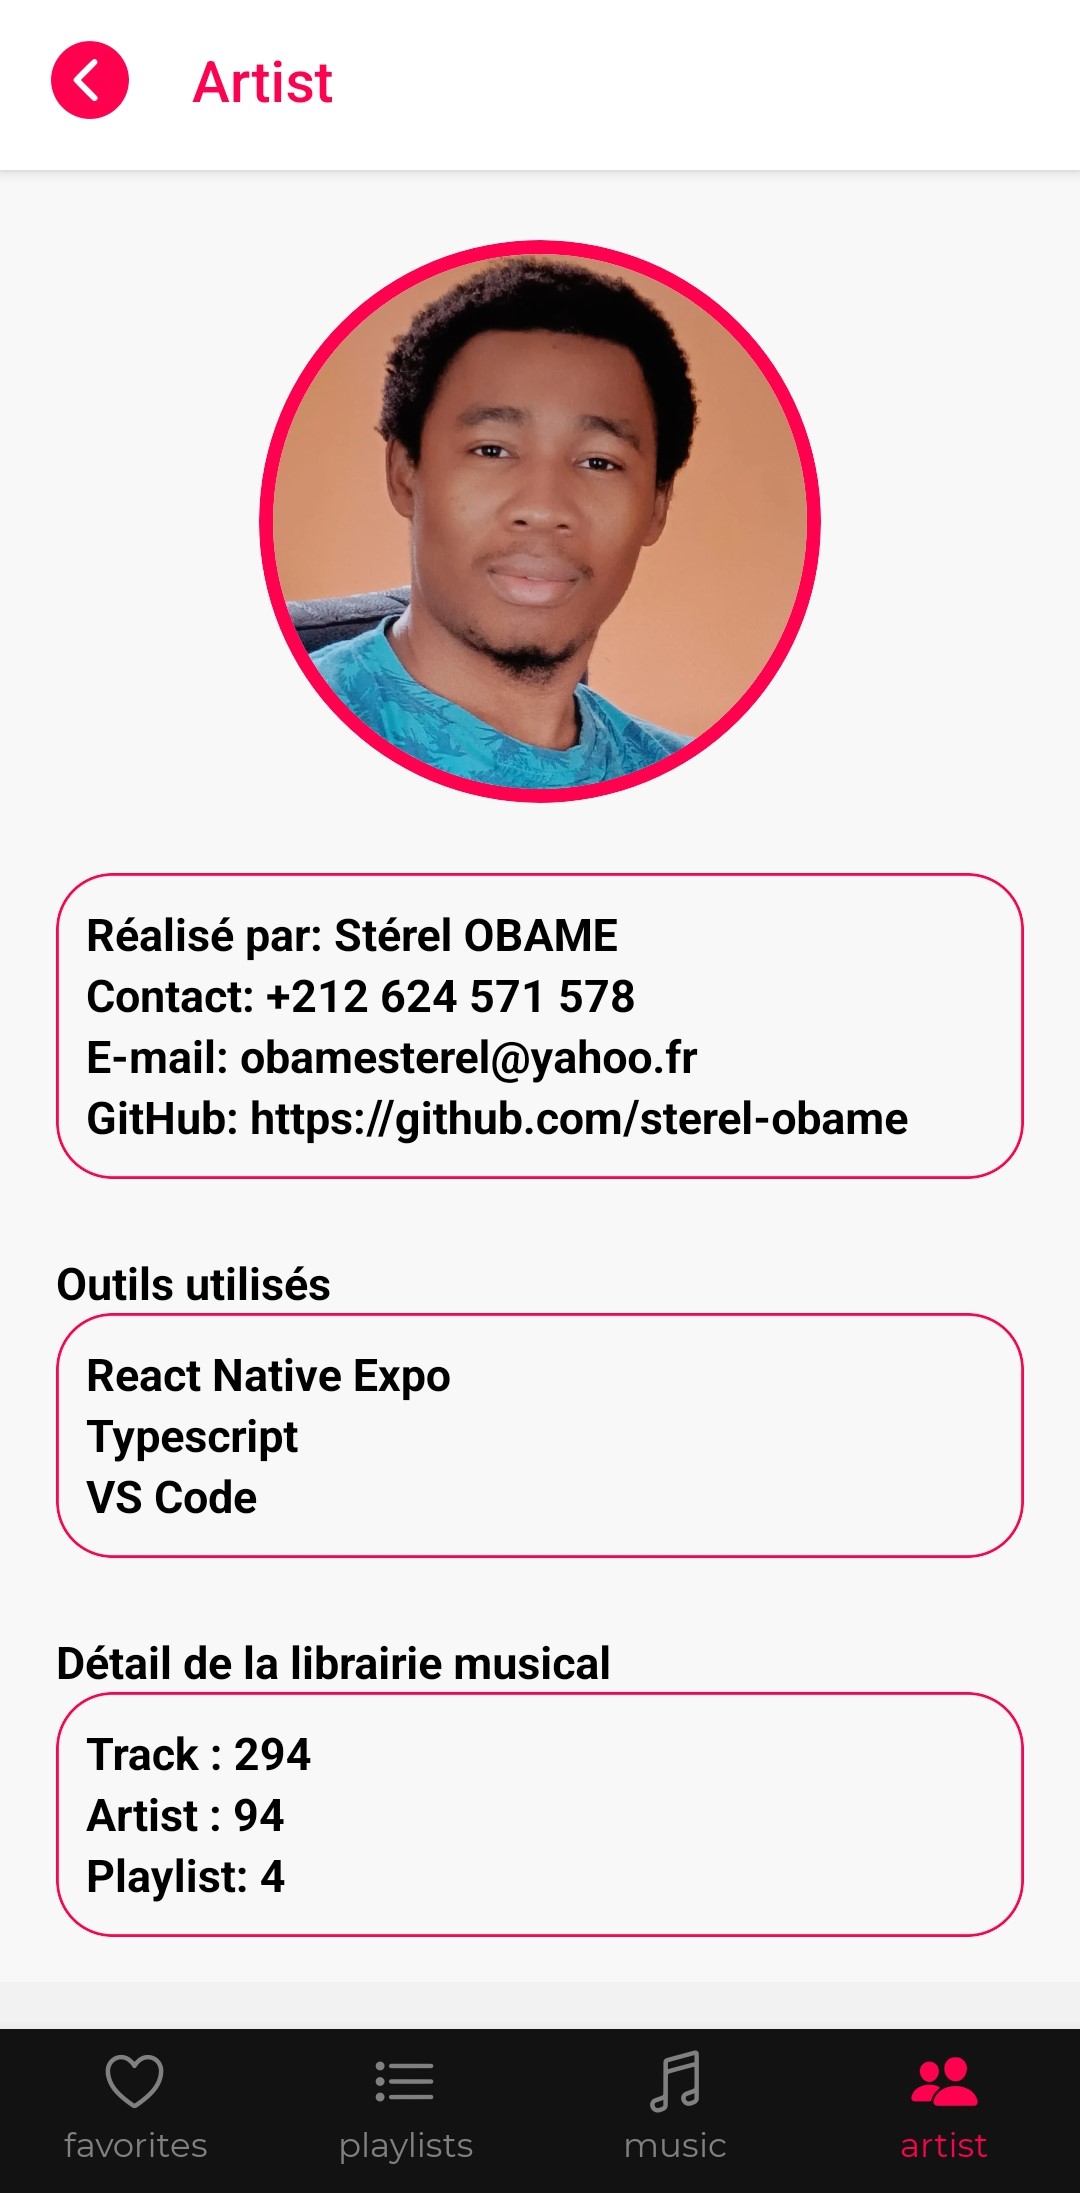 Artist
Réalisé par: Stérel OBAME
Contact: +212 624 571 578
E-mail: obamesterel@yahoo.fr
GitHub: https://github.com/sterel-obame
Outils utilisés
React Native Expo
Typescript
VS Code
Détail de la librairie musical
Track : 294
Artist : 94
Playlist: 4
favorites
playlists
music
artist